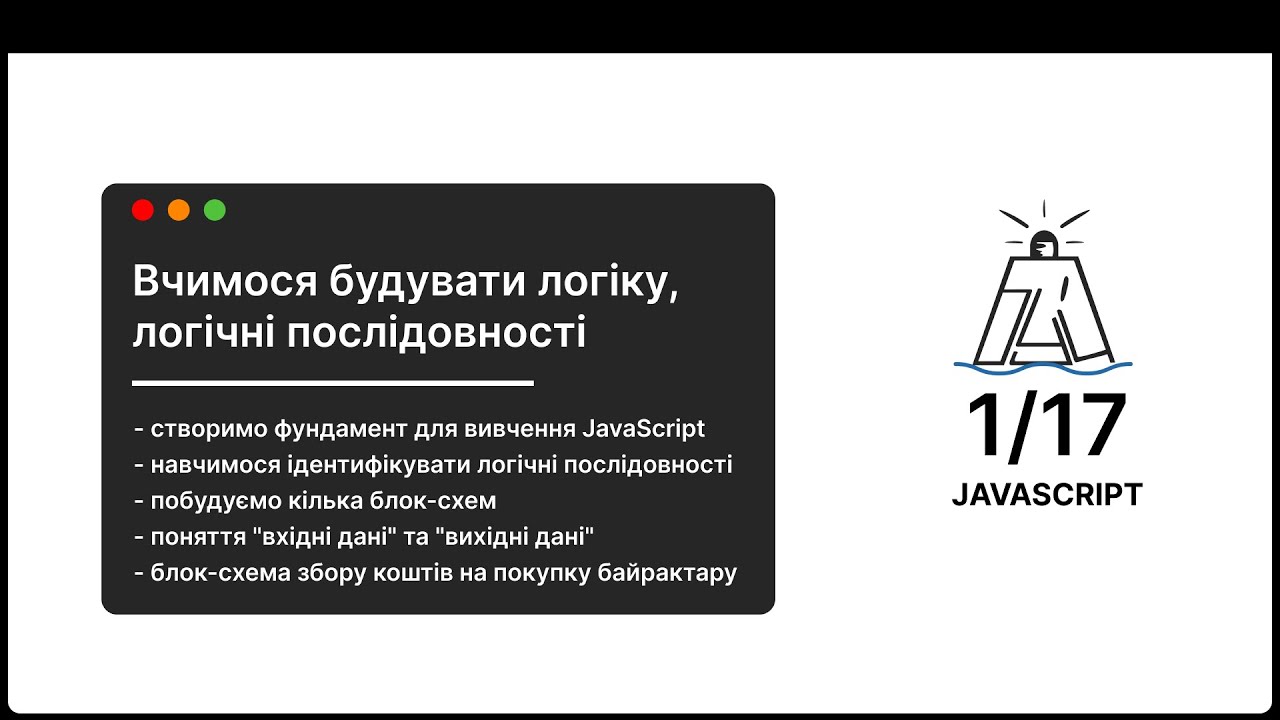 Вчимося будувати логіку,
логічні послідовності
- створимо фундамент для вивчення JavaScript
- навчимося ідентифікувати логічні послідовності
- побудуємо кілька блок-схем
- поняття "вхідні дані" та "вихідні дані"
- блок-схема збору коштів на покупку байрактару
1/17
JAVASCRIPT